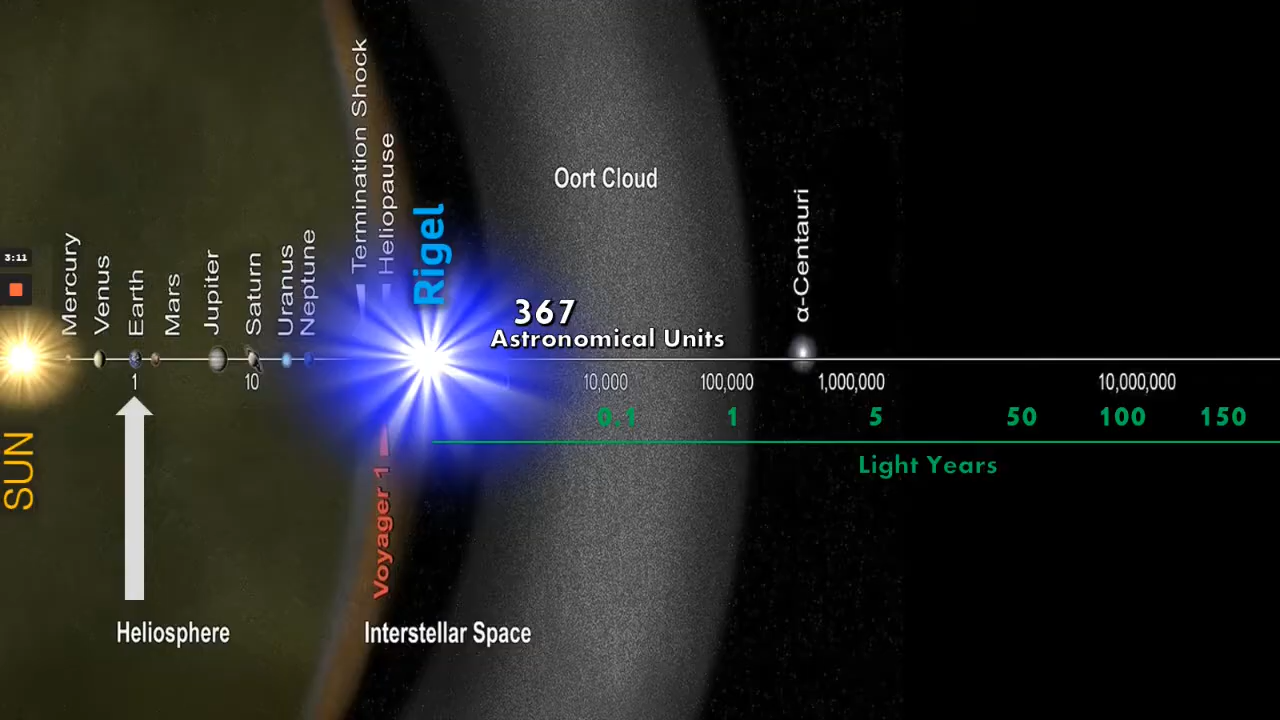 Termination Shock
Heliopause
Oort Cloud
α-Centauri
Rigel
3:11
Mercury
Venus
Earth
Mars
Jupiter
Saturn
Uranus
Neptune
367
Astronomical Units
1
10
10,000
100,000
1,000,000
10,000,000
0.1
1
5
50
100
150
Light Years
SUN
Voyager 1
Heliosphere
Interstellar Space